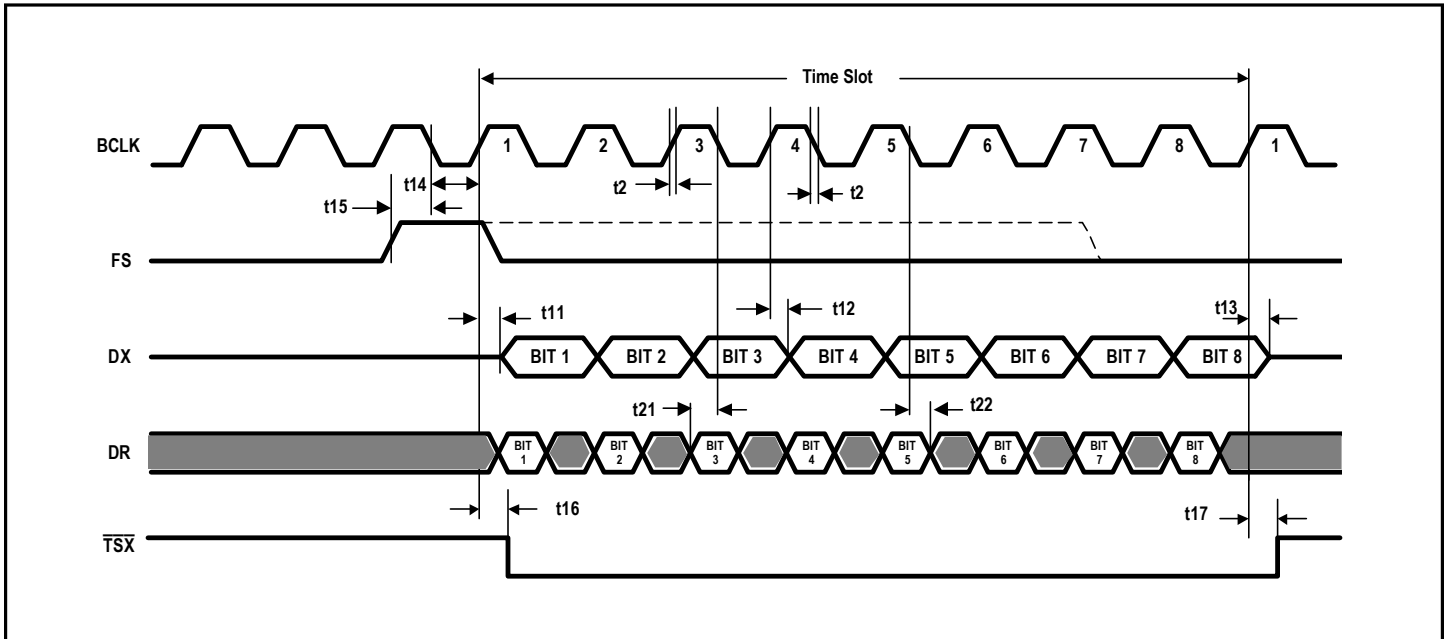 Time Slot
BCLK 1 2 3 4 5 6 7 8 1
t14 t2 t2
t15
FS
t11 t12 t13
DX BIT 1 BIT 2 BIT 3 BIT 4 BIT 5 BIT 6 BIT 7 BIT 8
t21 t22
DR BIT 1 BIT 2 BIT 3 BIT 4 BIT 5 BIT 6 BIT 7 BIT 8
t16 t17
TSX